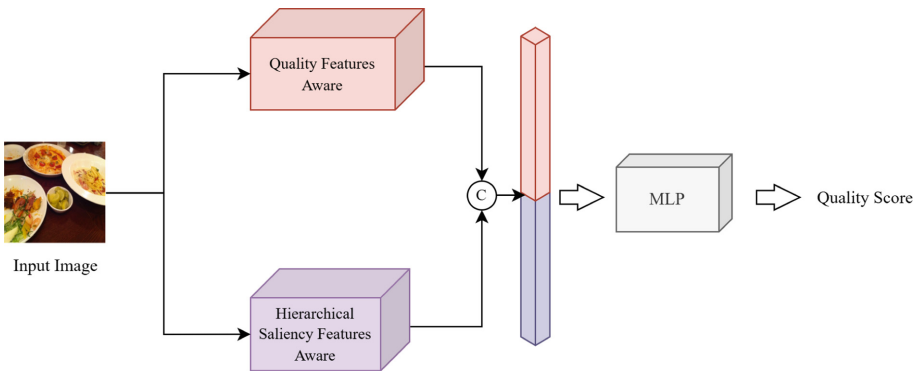 Quality Features
Aware
Input Image
C
MLP
Quality Score
Hierarchical
Saliency Features
Aware